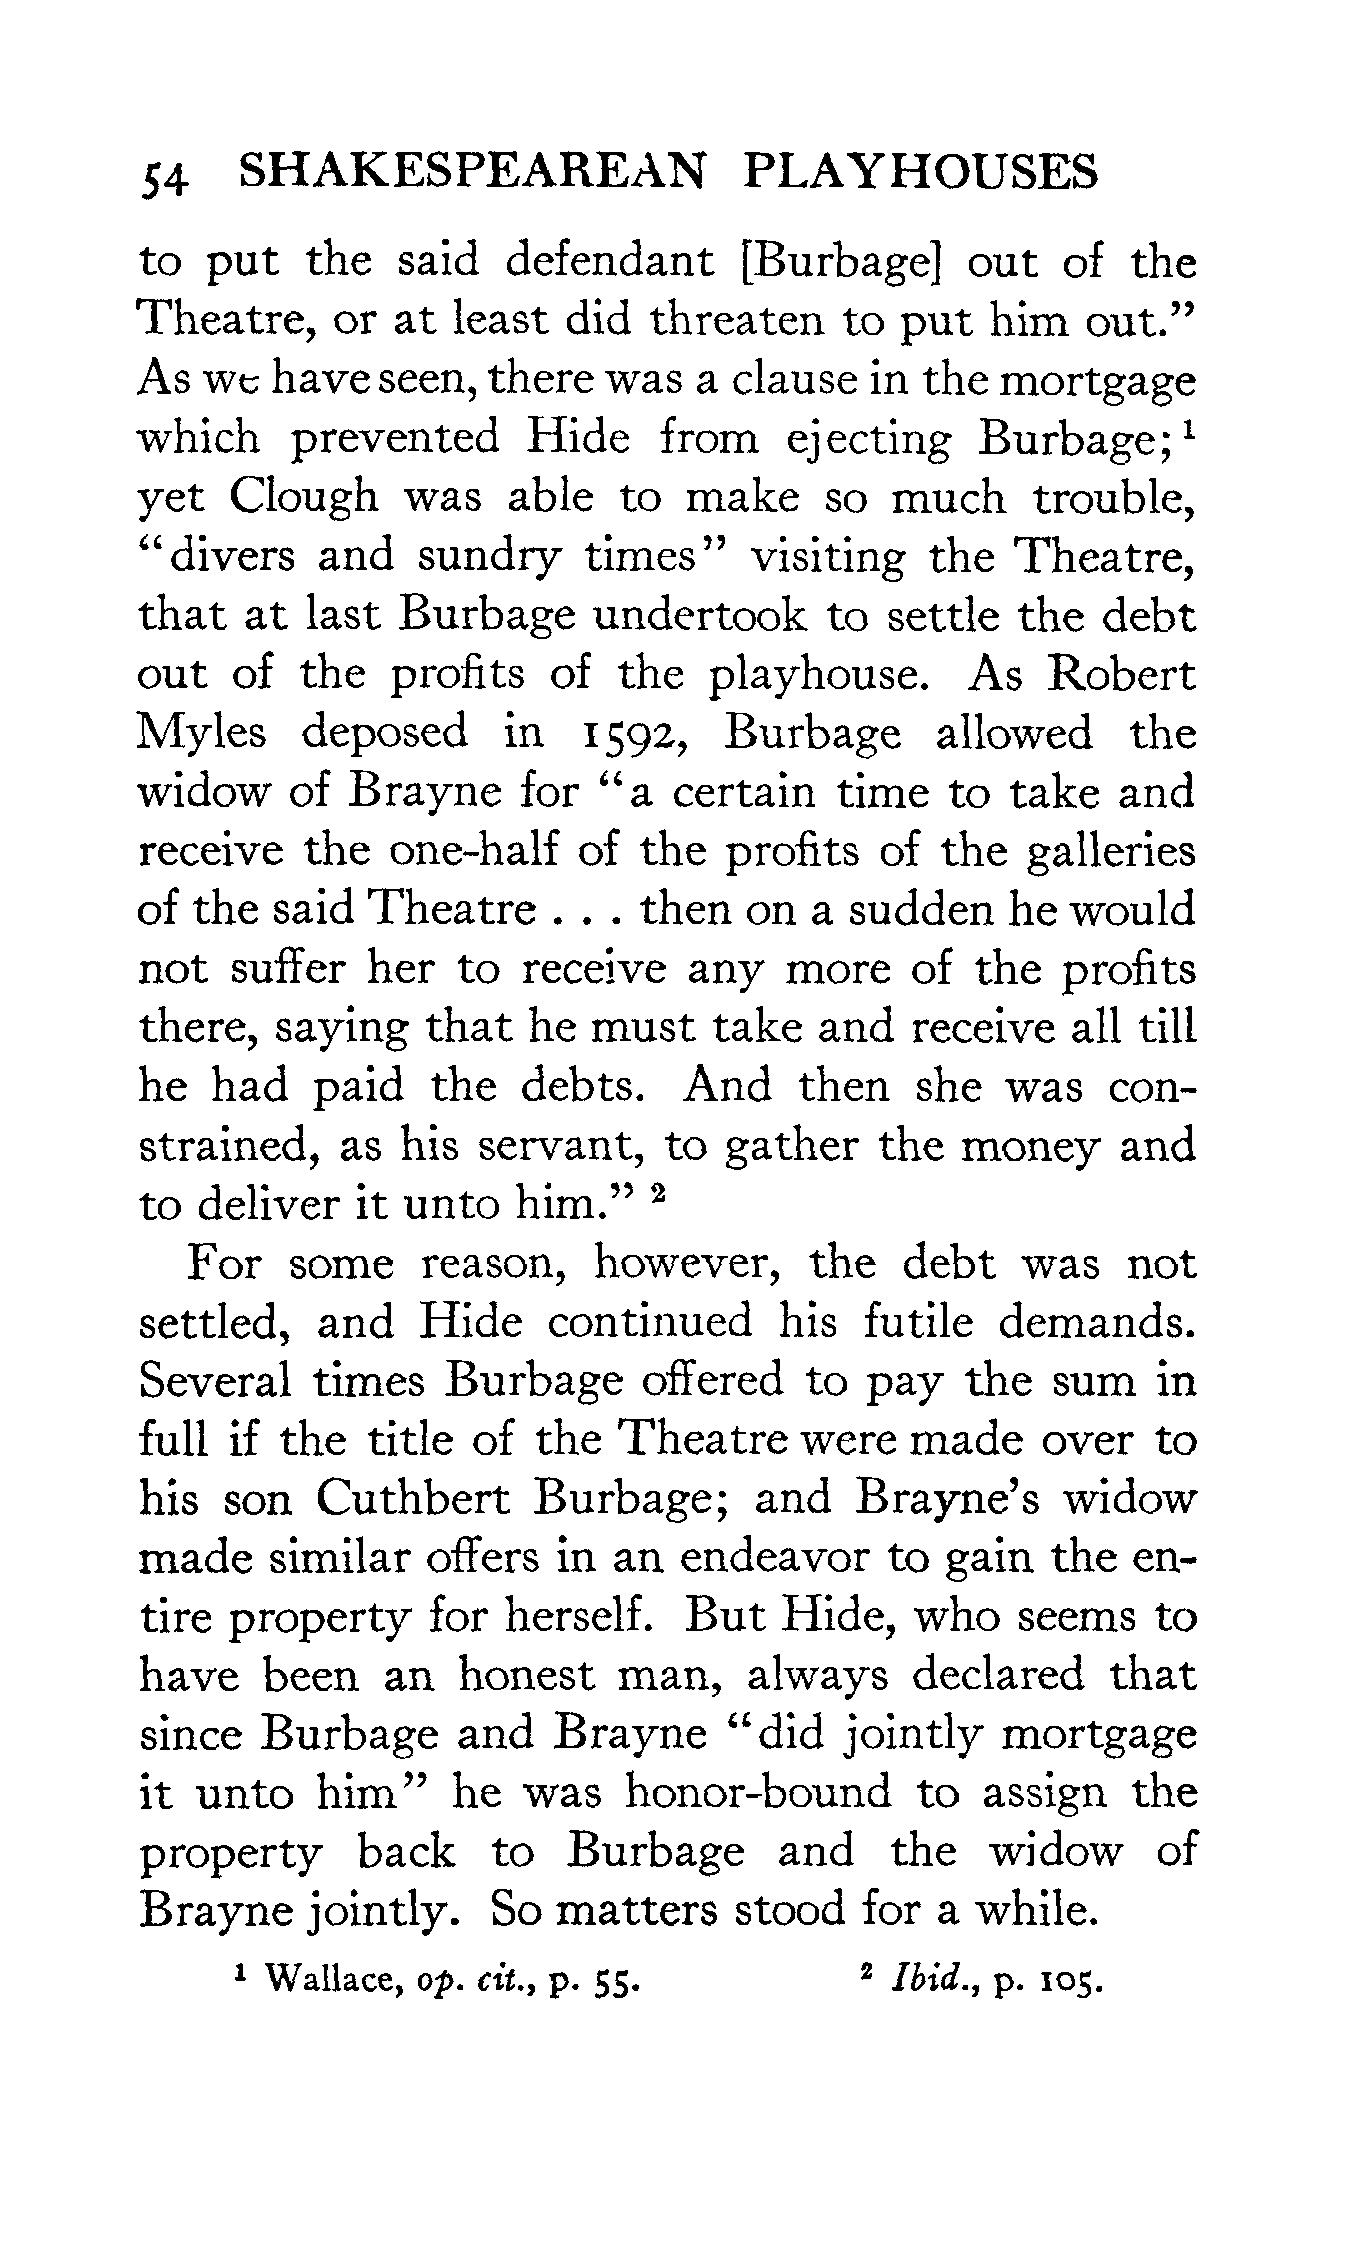 54 SHAKESPEAREAN PLAYHOUSES
to put the said defendant [Burbage] out of the
Theatre, or at least did threaten to put him out.”
As we have seen, there was a clause in the mortgage
which prevented Hide from ejecting Burbage; ¹
yet Clough was able to make so much trouble,
“divers and sundry times” visiting the Theatre,
that at last Burbage undertook to settle the debt
out of the profits of the playhouse. As Robert
Myles deposed in 1592, Burbage allowed the
widow of Brayne for “a certain time to take and
receive the one-half of the profits of the galleries
of the said Theatre . . . then on a sudden he would
not suffer her to receive any more of the profits
there, saying that he must take and receive all till
he had paid the debts. And then she was con-
strained, as his servant, to gather the money and
to deliver it unto him.” ²
For some reason, however, the debt was not
settled, and Hide continued his futile demands.
Several times Burbage offered to pay the sum in
full if the title of the Theatre were made over to
his son Cuthbert Burbage; and Brayne’s widow
made similar offers in an endeavor to gain the en-
tire property for herself. But Hide, who seems to
have been an honest man, always declared that
since Burbage and Brayne “did jointly mortgage
it unto him” he was honor-bound to assign the
property back to Burbage and the widow of
Brayne jointly. So matters stood for a while.
¹ Wallace, op. cit., p. 55. ² Ibid., p. 105.